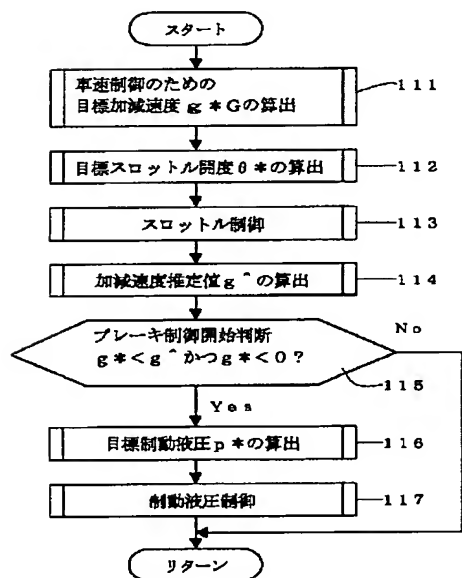 スタート
車速制御のための
目標加減速度 g*Gの算出
111
目標スロットル開度θ*の算出
112
スロットル制御
113
加減速度推定値g^の算出
114
ブレーキ制御開始判断
g*<g^かつg*<0?
No
115
Yes
目標制動液圧p*の算出
116
制動液圧制御
117
リターン